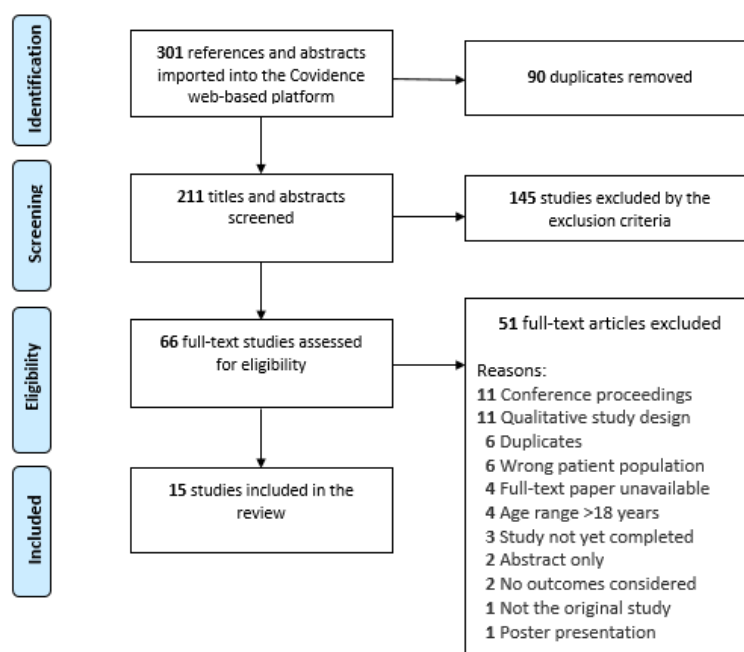 Identification
301 references and abstracts
imported into the Covidence
web-based platform
90 duplicates removed
Screening
211 titles and abstracts
screened
145 studies excluded by the
exclusion criteria
Eligibility
66 full-text studies assessed
for eligibility
51 full-text articles excluded
Reasons:
11 Conference proceedings
11 Qualitative study design
6 Duplicates
6 Wrong patient population
4 Full-text paper unavailable
4 Age range >18 years
3 Study not yet completed
2 Abstract only
2 No outcomes considered
1 Not the original study
1 Poster presentation
Included
15 studies included in the
review